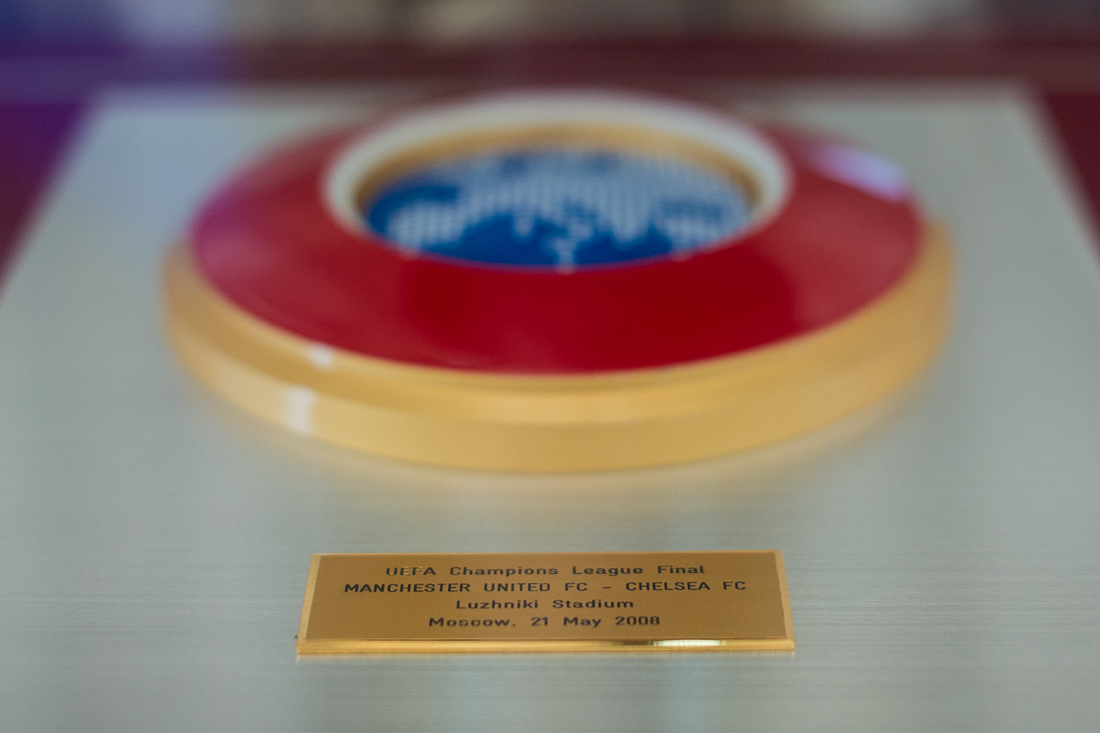 UEFA Champions League Final
MANCHESTER UNITED FC - CHELSEA FC
Luzhniki Stadium
Moscow. 21 May 2008